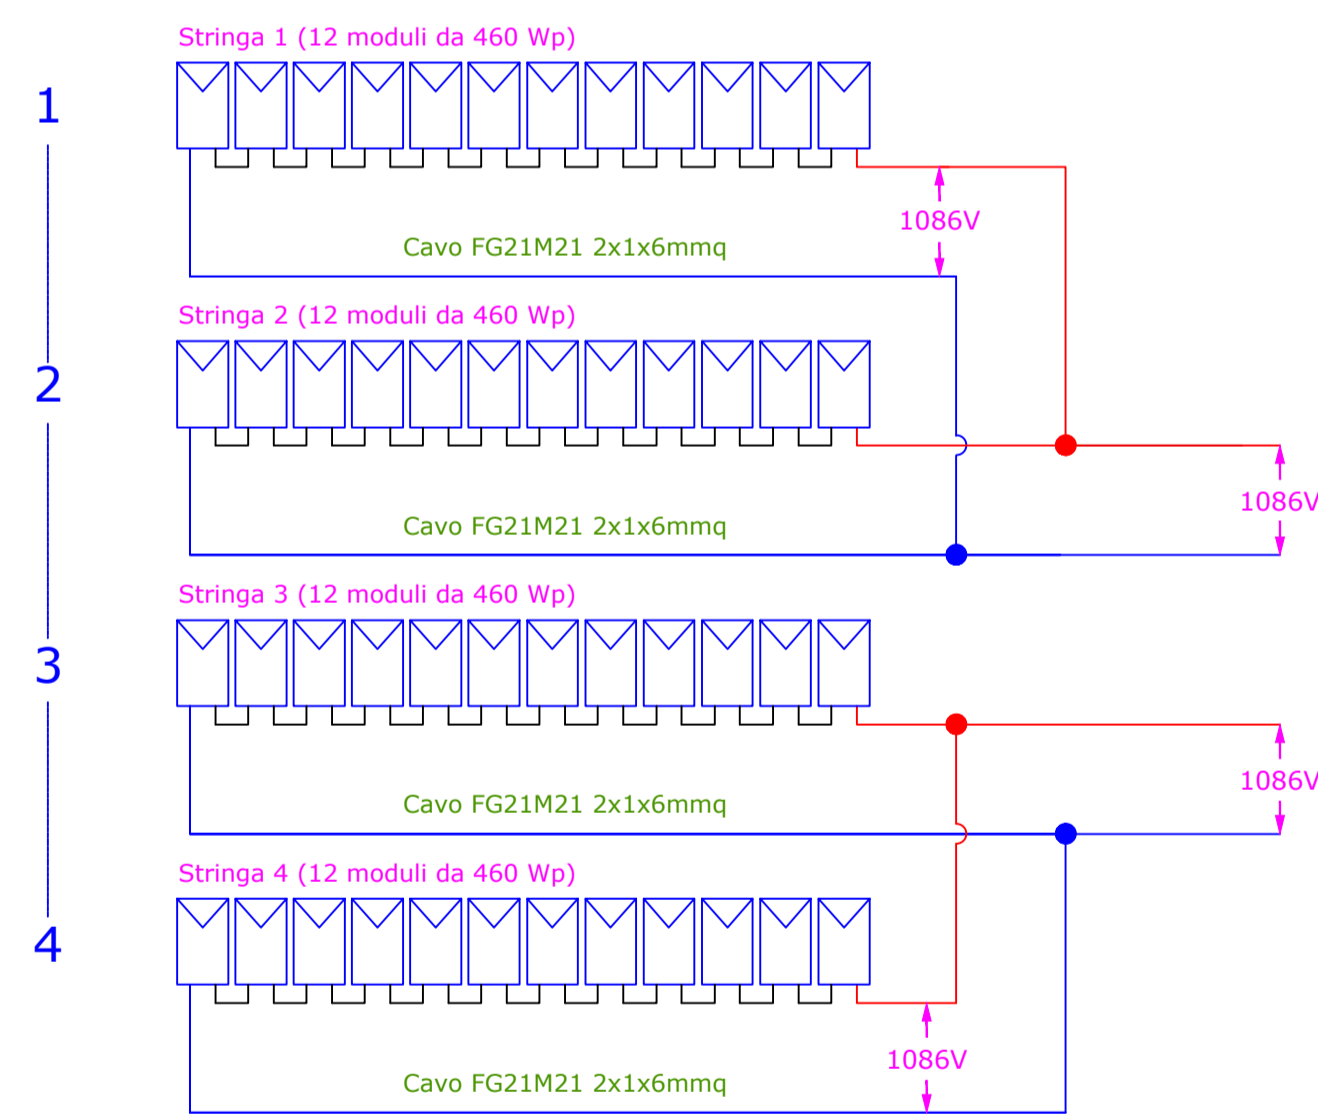 Stringa 1 (12 moduli da 460 Wp)
1
1086V
Cavo FG21M21 2x1x6mmq
Stringa 2 (12 moduli da 460 Wp)
2
1086V
Cavo FG21M21 2x1x6mmq
Stringa 3 (12 moduli da 460 Wp)
3
1086V
Cavo FG21M21 2x1x6mmq
Stringa 4 (12 moduli da 460 Wp)
4
1086V
Cavo FG21M21 2x1x6mmq